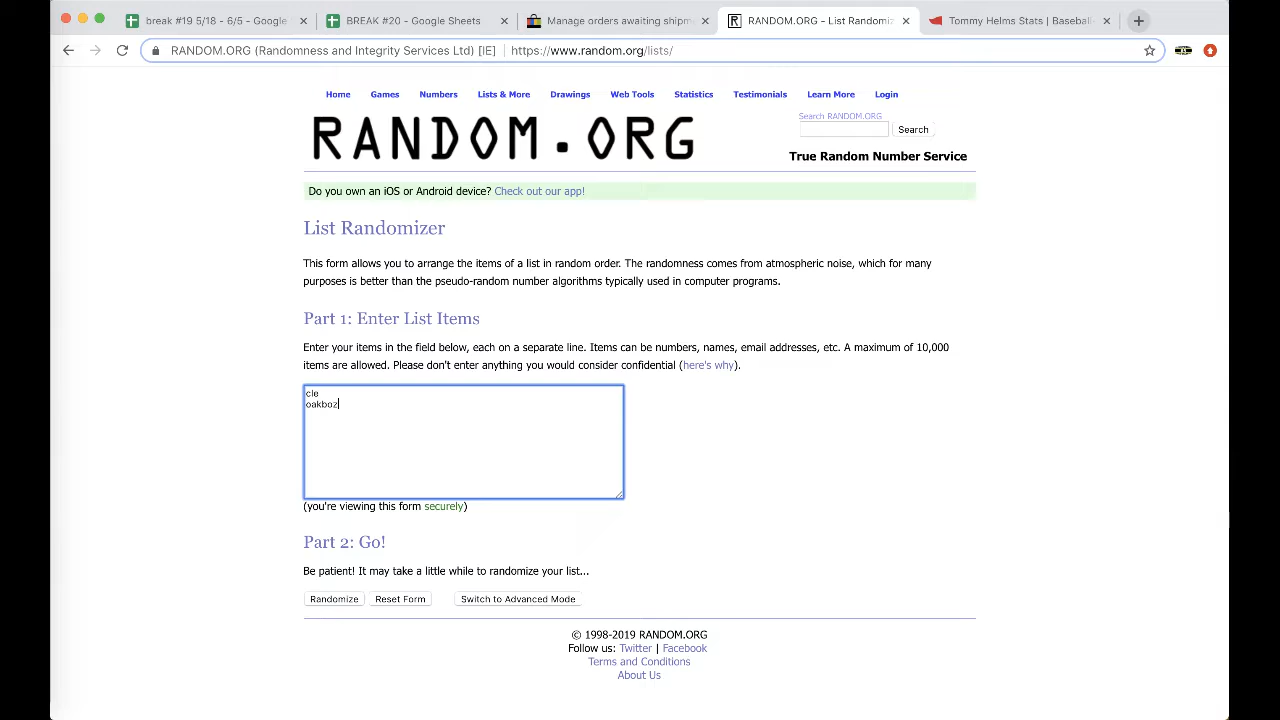 break #19 5/18 - 6/5 - Google
BREAK #20 - Google Sheets
Manage orders awaiting shipm
RANDOM.ORG - List Randomiz
Tommy Helms Stats | Baseball
RANDOM.ORG (Randomness and Integrity Services Ltd) [IE] | https://www.random.org/lists/
Home Games Numbers Lists & More Drawings Web Tools Statistics Testimonials Learn More Login
RANDOM.ORG
Search RANDOM.ORG
Search
True Random Number Service
Do you own an iOS or Android device? Check out our app!
List Randomizer
This form allows you to arrange the items of a list in random order. The randomness comes from atmospheric noise, which for many
purposes is better than the pseudo-random number algorithms typically used in computer programs.
Part 1: Enter List Items
Enter your items in the field below, each on a separate line. Items can be numbers, names, email addresses, etc. A maximum of 10,000
items are allowed. Please don't enter anything you would consider confidential (here's why).
cle
oakboz
(you're viewing this form securely)
Part 2: Go!
Be patient! It may take a little while to randomize your list...
Randomize Reset Form Switch to Advanced Mode
© 1998-2019 RANDOM.ORG
Follow us: Twitter | Facebook
Terms and Conditions
About Us